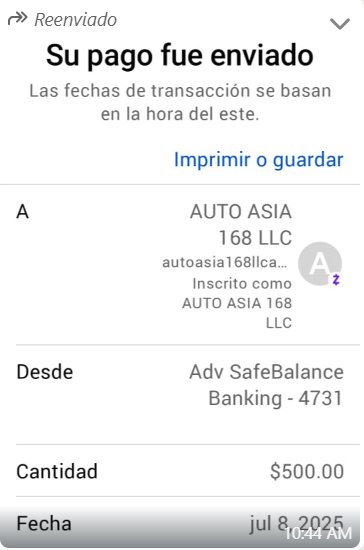 Reenviado
Su pago fue enviado
Las fechas de transacción se basan
en la hora del este.
Imprimir o guardar
A
AUTO ASIA
168 LLC
autoasia168llca...
Inscrito como
AUTO ASIA 168
LLC
A
Desde
Adv SafeBalance
Banking - 4731
Cantidad
$500.00
Fecha
jul 8, 2025
10:44 AM